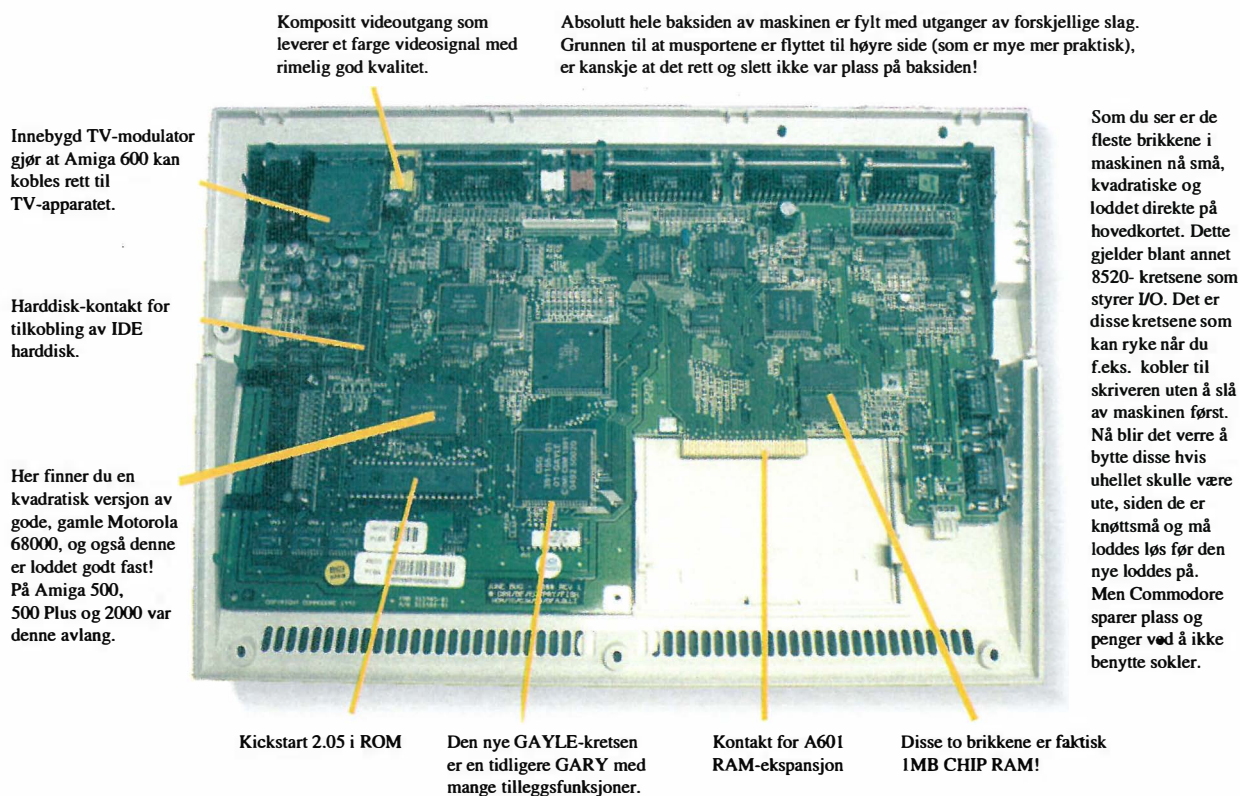 Kompositt videoutgang som
leverer et farge videosignal med
rimelig god kvalitet.
Absolutt hele baksiden av maskinen er fylt med utganger av forskjellige slag.
Grunnen til at musportene er flyttet til høyre side (som er mye mer praktisk),
er kanskje at det rett og slett ikke var plass på baksiden!
Innebygd TV-modulator
gjør at Amiga 600 kan
kobles rett til
TV-apparatet.
Harddisk-kontakt for
tilkobling av IDE
harddisk.
Her finner du en
kvadratisk versjon av
gode, gamle Motorola
68000, og også denne
er loddet godt fast!
På Amiga 500,
500 Plus og 2000 var
denne avlang.
Som du ser er de
fleste brikkene i
maskinen nå små,
kvadratiske og
loddet direkte på
hovedkortet. Dette
gjelder blant annet
8520- kretsene som
styrer I/O. Det er
disse kretsene som
kan ryke når du
f.eks. kobler til
skriveren uten å slå
av maskinen først.
Nå blir det verre å
bytte disse hvis
uhellet skulle være
ute, siden de er
knøttsmå og må
loddes løs før den
nye loddes på.
Men Commodore
sparer plass og
penger ved å ikke
benytte sokler.
JUNE BUG
COPYRIGHT COMMODORE
Kickstart 2.05 i ROM
Den nye GAYLE-kretsen
er en tidligere GARY med
mange tilleggsfunksjoner.
Kontakt for A601
RAM-ekspansjon
Disse to brikkene er faktisk
1MB CHIP RAM!